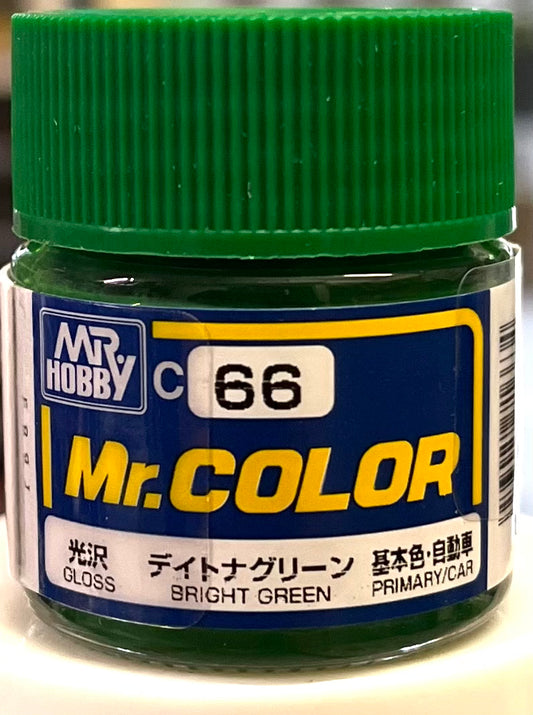 MR. HOBBY
C 66
Mr.COLOR
光沢 デイトナグリーン 基本色・自動車
GLOSS BRIGHT GREEN PRIMARY/CAR